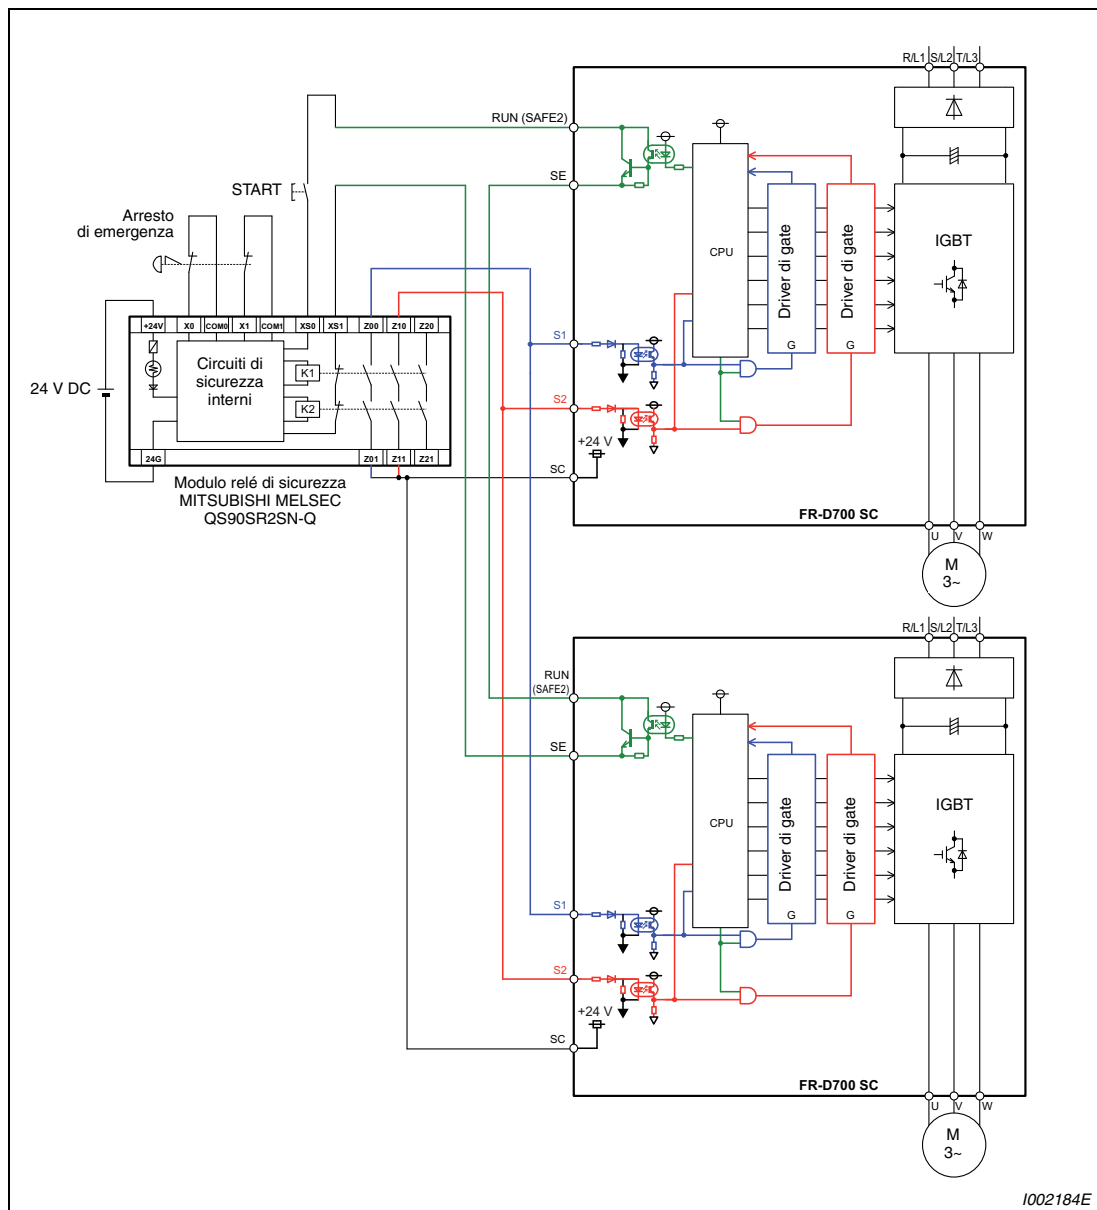 R/L1 S/L2 T/L3
RUN (SAFE2)
SE
START
Arresto
di emergenza
CPU
Driver di gate
Driver di gate
IGBT
+24V X0 COM0 X1 COM1 XS0 XS1 Z00 Z10 Z20
S1
G
G
Circuiti di
sicurezza
interni
K1
K2
24 V DC
S2
+24 V
24G
Z01 Z11 Z21
SC
Modulo relé di sicurezza
MITSUBISHI MELSEC
QS90SR2SN-Q
FR-D700 SC
U V W
M
3~
R/L1 S/L2 T/L3
RUN
(SAFE2)
SE
CPU
Driver di gate
Driver di gate
IGBT
S1
G
G
S2
+24 V
SC
FR-D700 SC
U V W
M
3~
I002184E